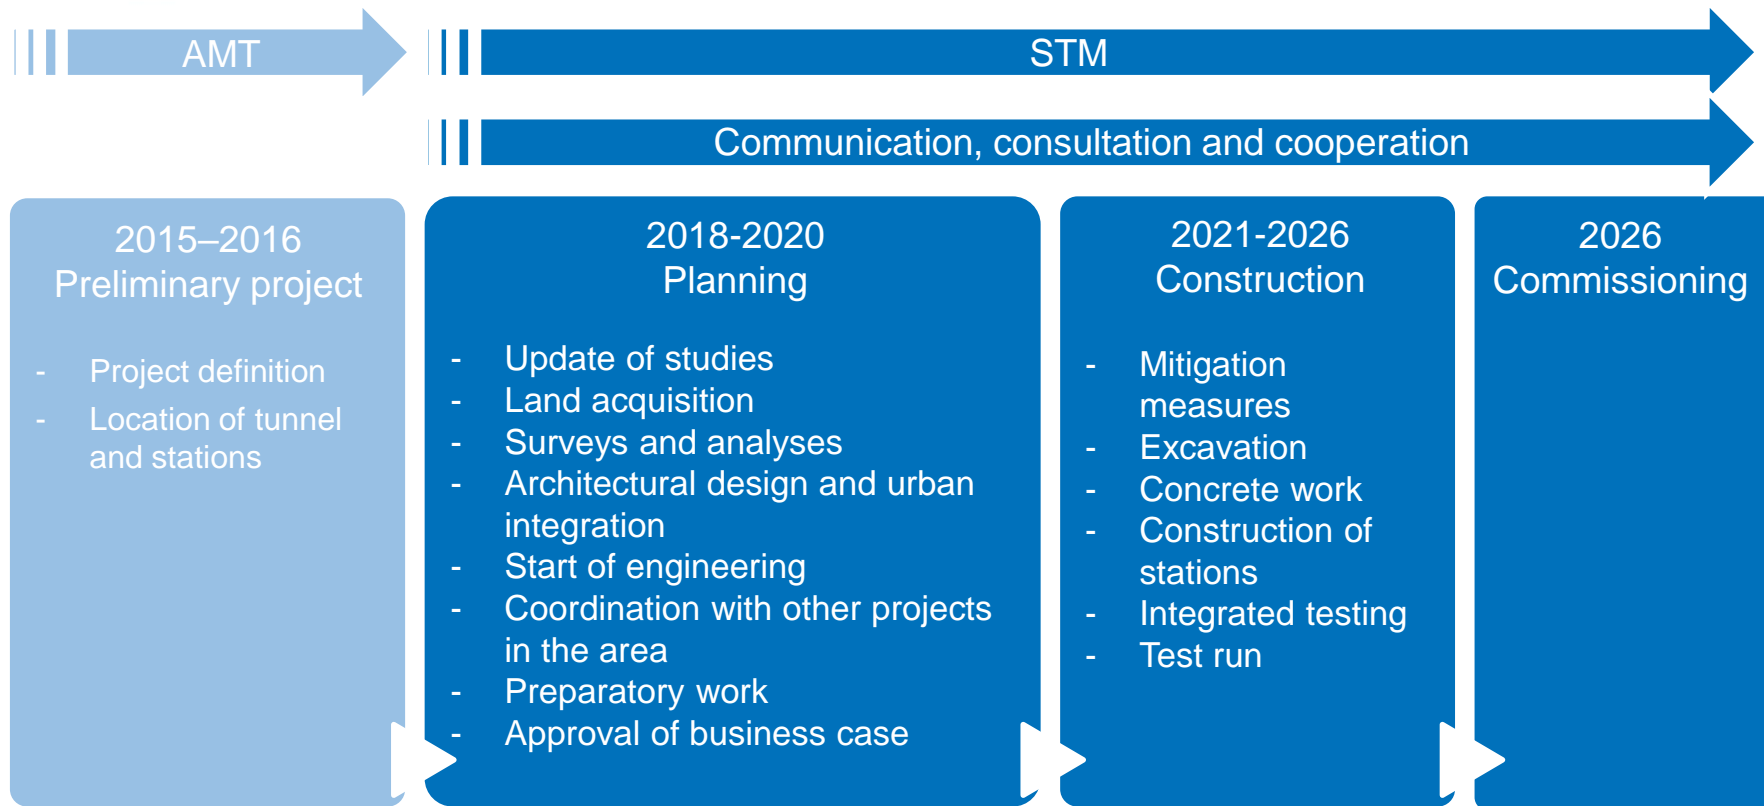 AMT
STM
Communication, consultation and cooperation
2015–2016
Preliminary project
- Project definition
- Location of tunnel
and stations
2018-2020
Planning
- Update of studies
- Land acquisition
- Surveys and analyses
- Architectural design and urban
integration
- Start of engineering
- Coordination with other projects
in the area
- Preparatory work
- Approval of business case
2021-2026
Construction
- Mitigation
measures
- Excavation
- Concrete work
- Construction of
stations
- Integrated testing
- Test run
2026
Commissioning